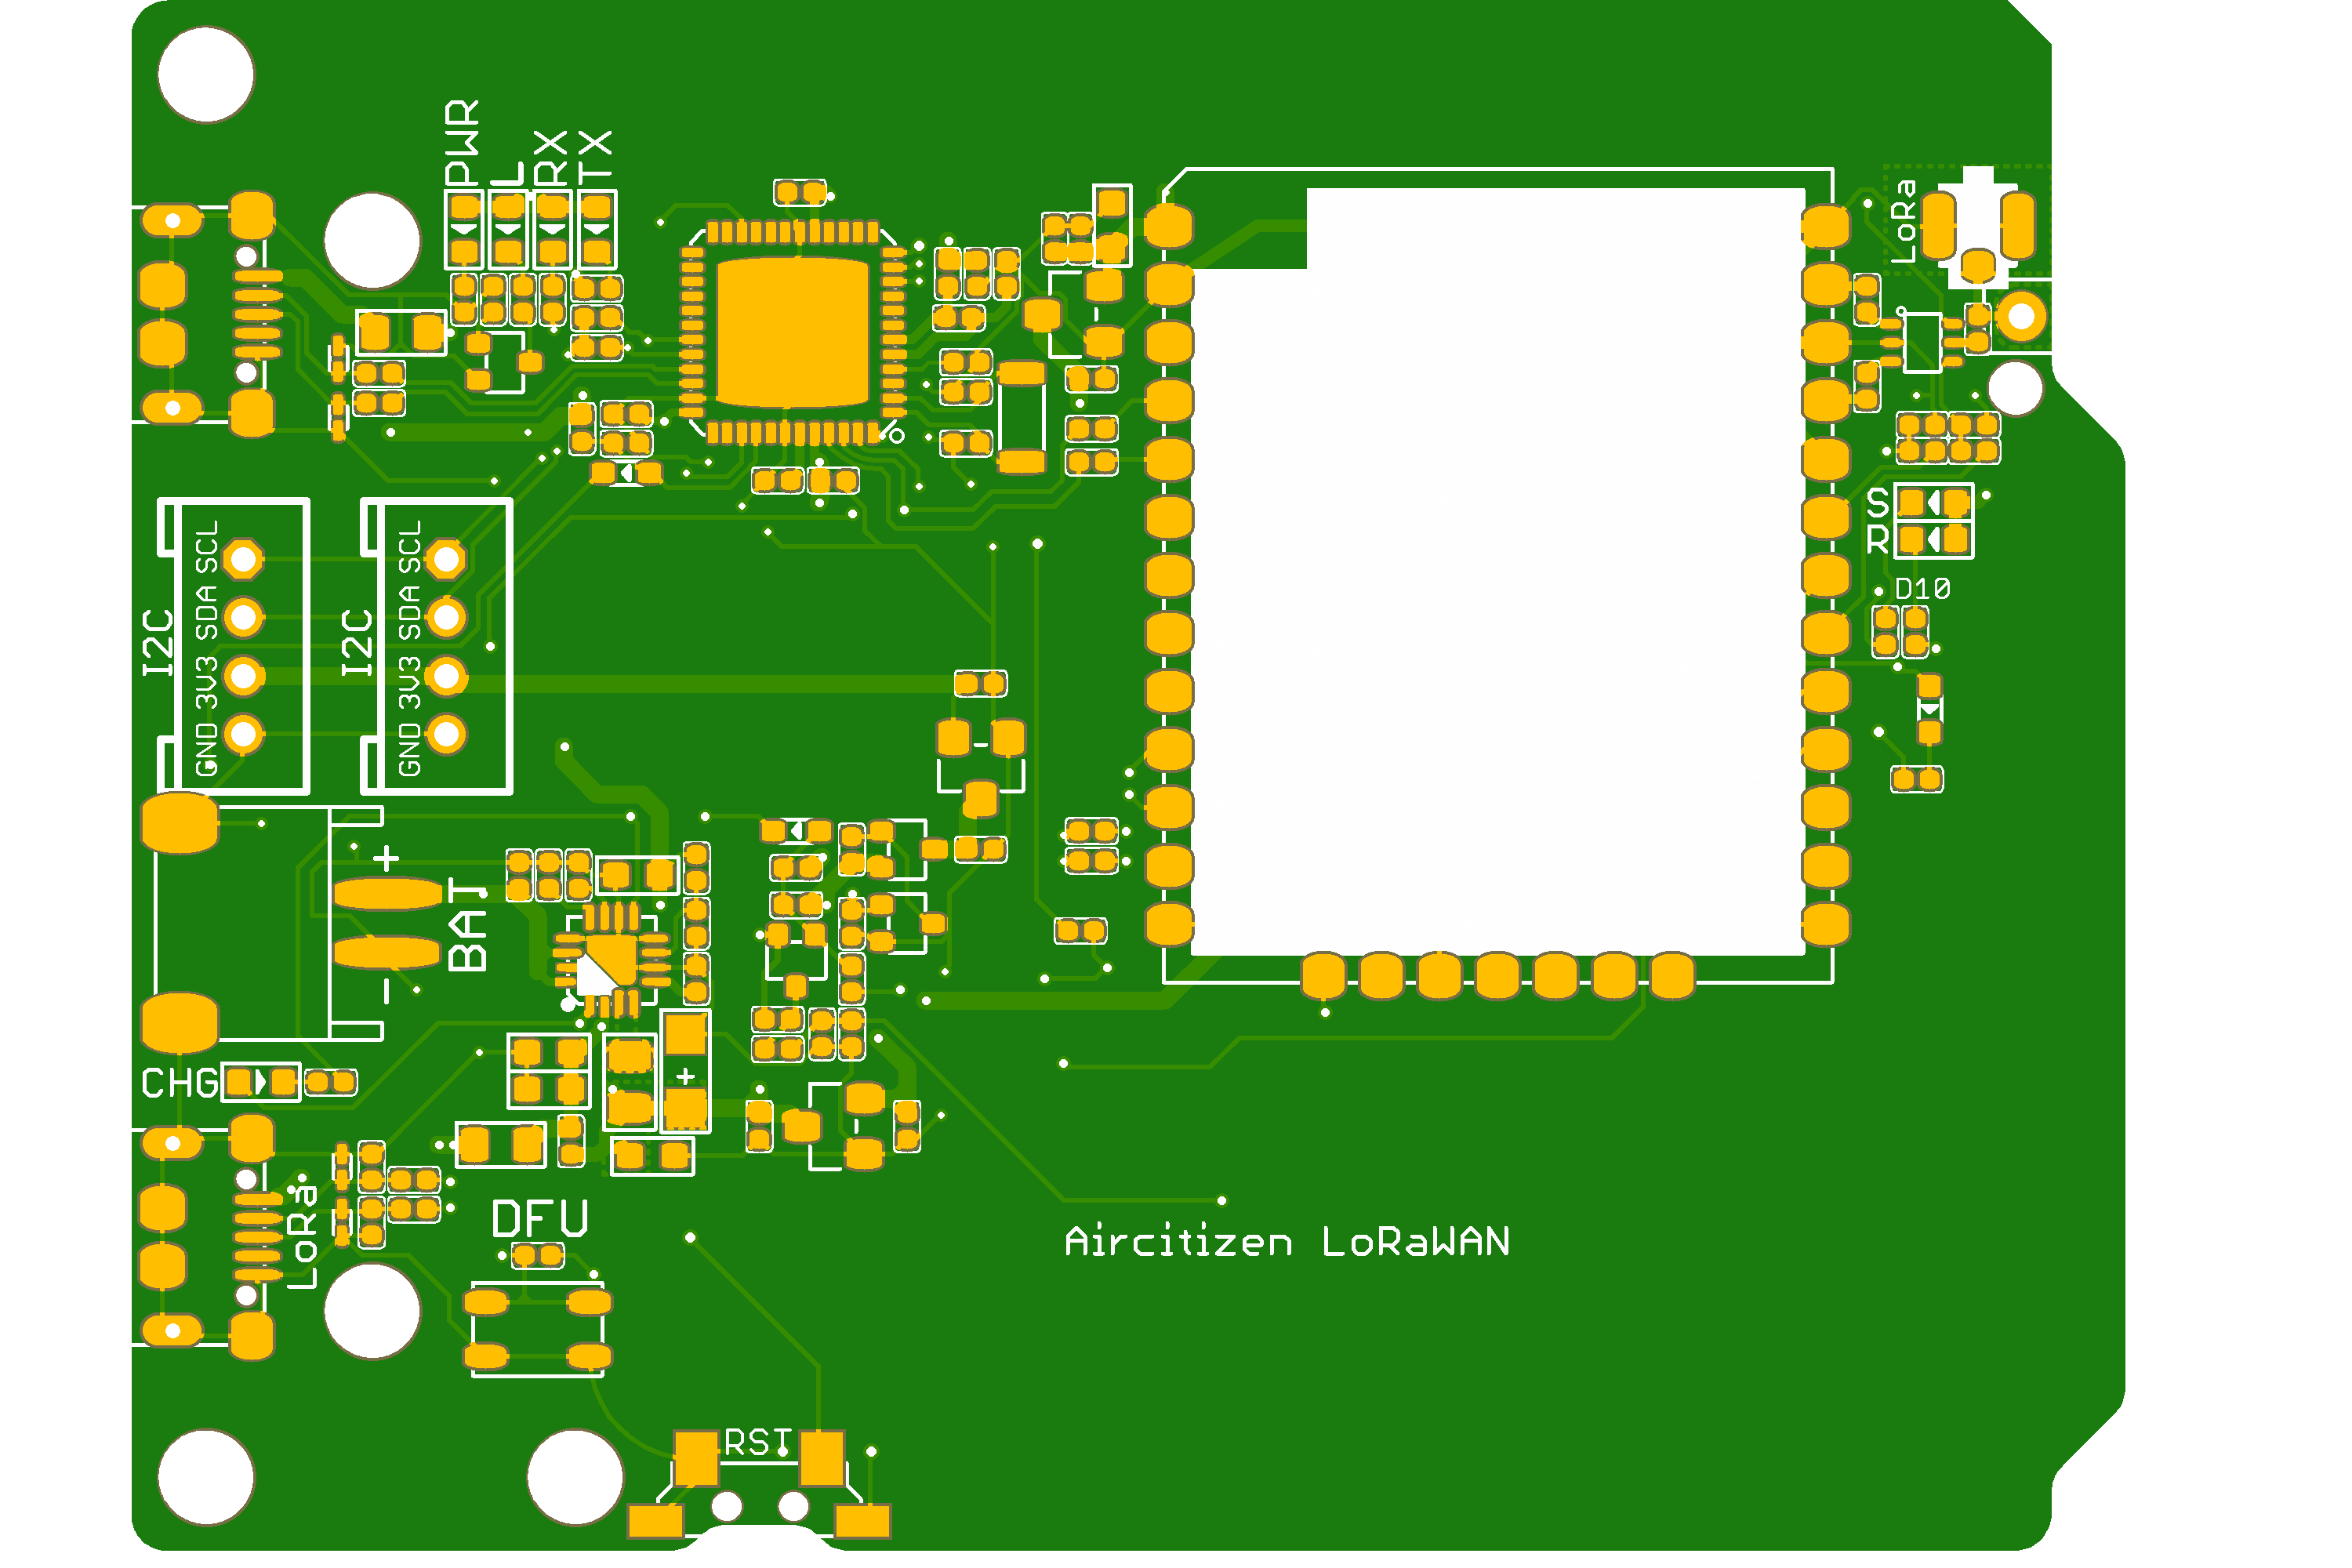 PWR
L
RX
TX
LoRa
S
R
D10
I2C
SCL
SDA
3V3
GND
I2C
SCL
SDA
3V3
GND
+
BAT
-
CHG
+
LoRa
DFU
Aircitizen LoRaWAN
RST